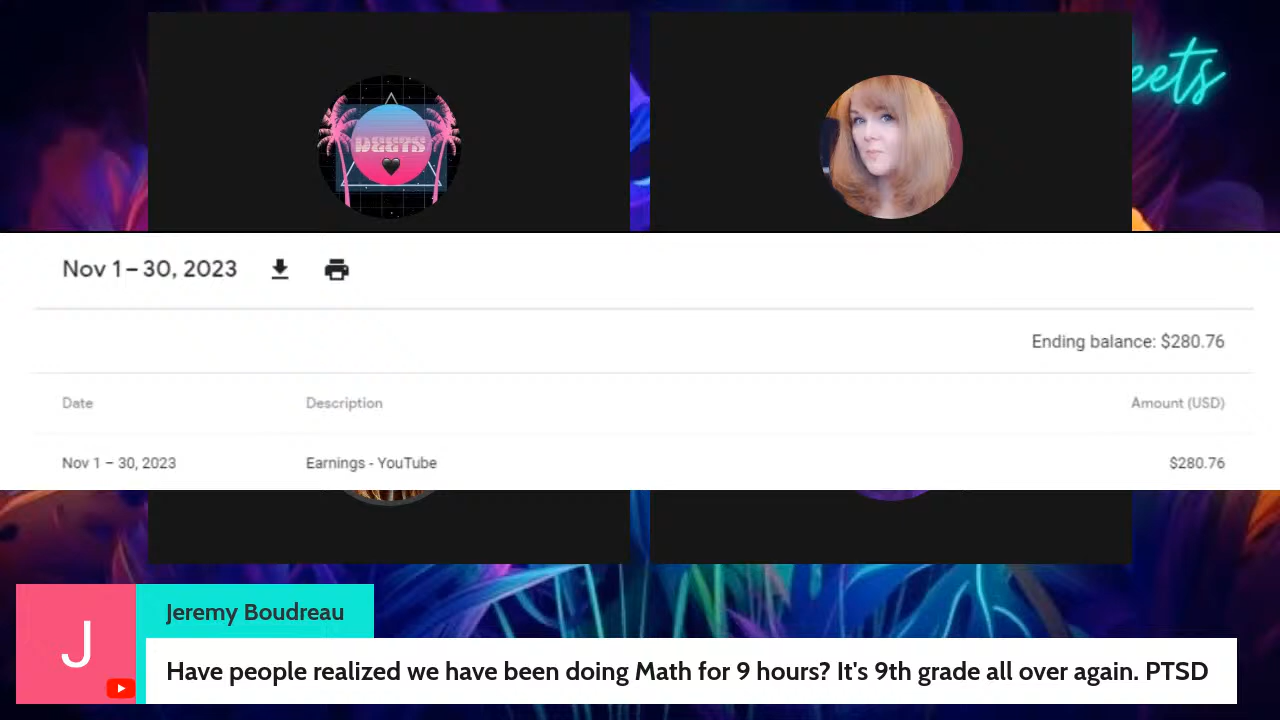 eets
DEETS
Nov 1 – 30, 2023
Ending balance: $280.76
Date Description Amount (USD)
Nov 1 – 30, 2023 Earnings - YouTube $280.76
J
Jeremy Boudreau
Have people realized we have been doing Math for 9 hours? It's 9th grade all over again. PTSD